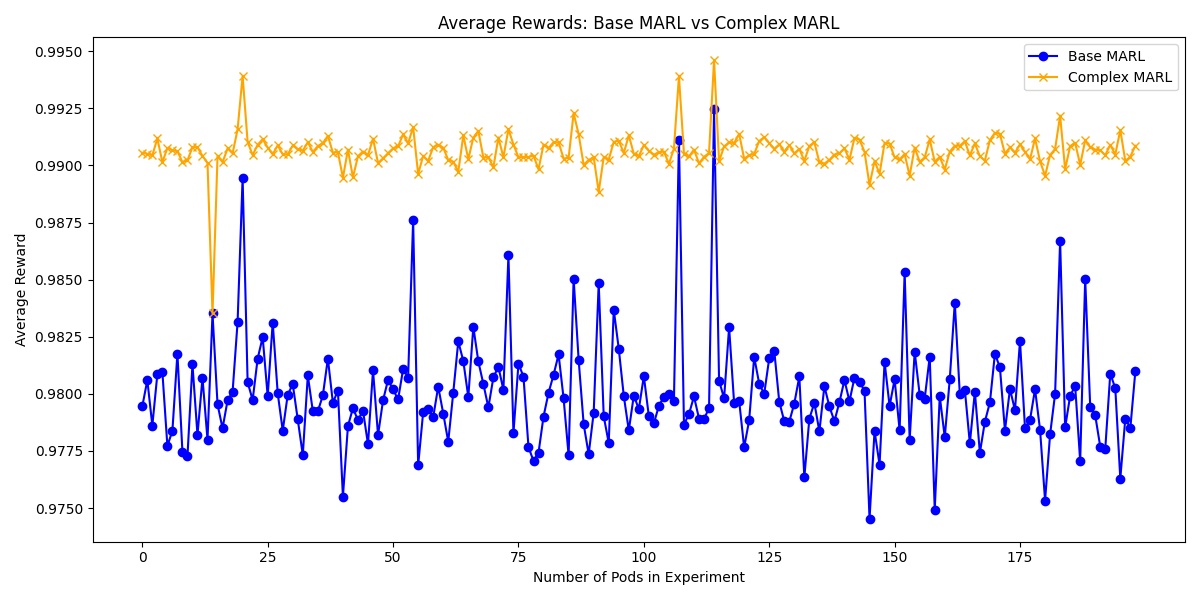 Average Rewards: Base MARL vs Complex MARL
Base MARL
Complex MARL
Average Reward
0.9950
0.9925
0.9900
0.9875
0.9850
0.9825
0.9800
0.9775
0.9750
0 25 50 75 100 125 150 175
Number of Pods in Experiment